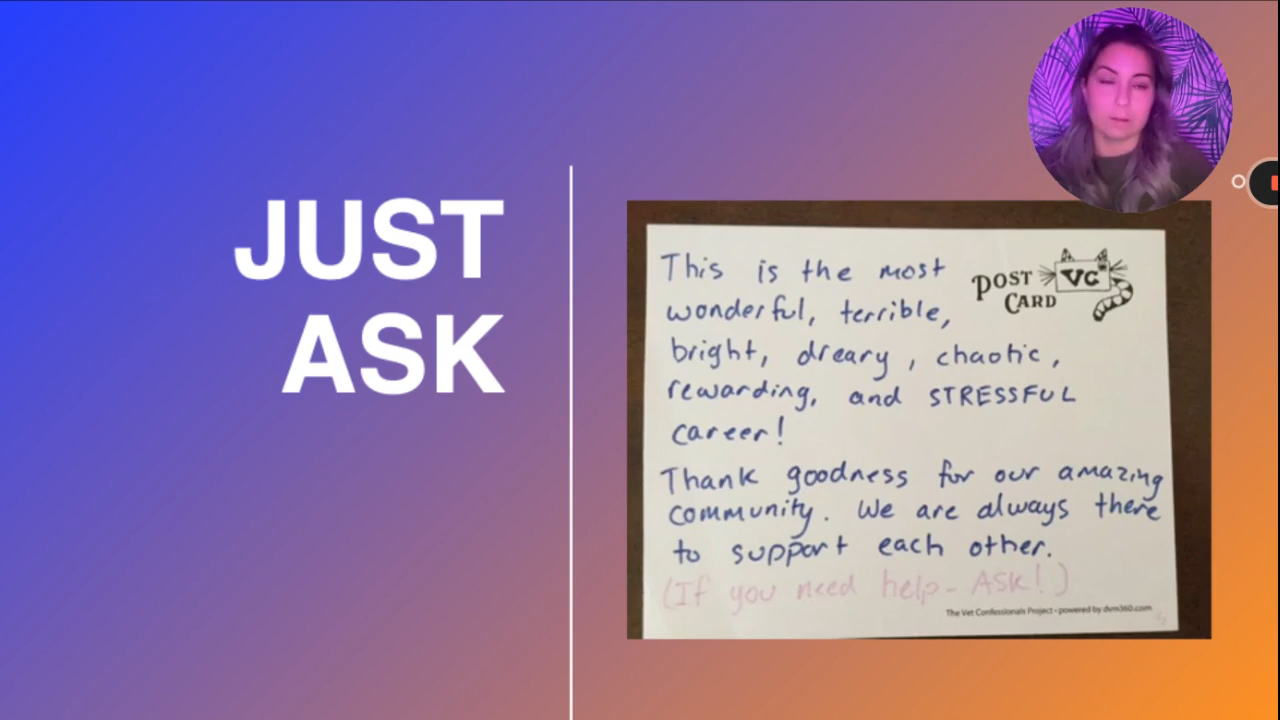 JUST
ASK
This is the most
wonderful, terrible,
bright, dreary, chaotic,
rewarding, and STRESSFUL
career!
Thank goodness for our amazing
community. We are always there
to support each other.
(If you need help- ASK!)
POST
CARD
VC
The Vet Confessionals Project • powered by dvm360.com